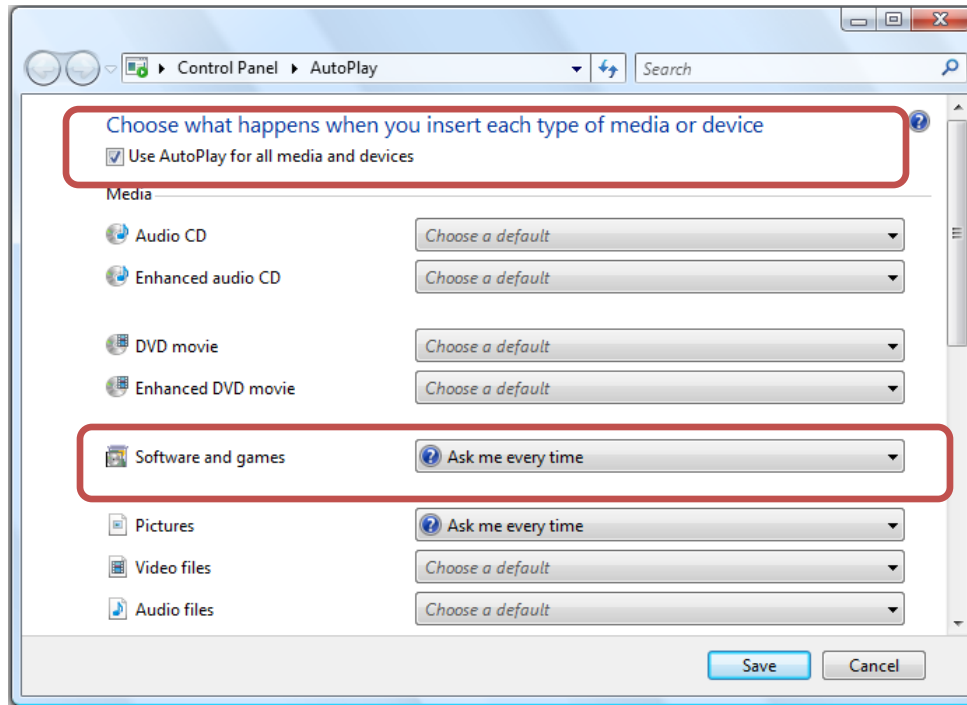 Control Panel AutoPlay Search
Choose what happens when you insert each type of media or device
Use AutoPlay for all media and devices
Media
Audio CD Choose a default
Enhanced audio CD Choose a default
DVD movie Choose a default
Enhanced DVD movie Choose a default
Software and games Ask me every time
Pictures Ask me every time
Video files Choose a default
Audio files Choose a default
Save Cancel